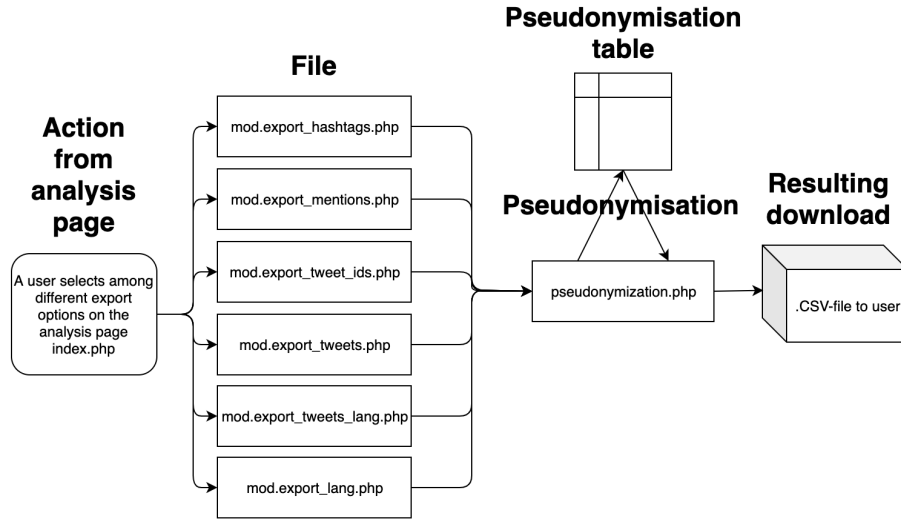 Action
from
analysis
page
A user selects among
different export
options on the
analysis page
index.php
File
mod.export_hashtags.php
mod.export_mentions.php
mod.export_tweet_ids.php
mod.export_tweets.php
mod.export_tweets_lang.php
mod.export_lang.php
Pseudonymisation
table
Pseudonymisation
pseudonymization.php
Resulting
download
.CSV-file to user